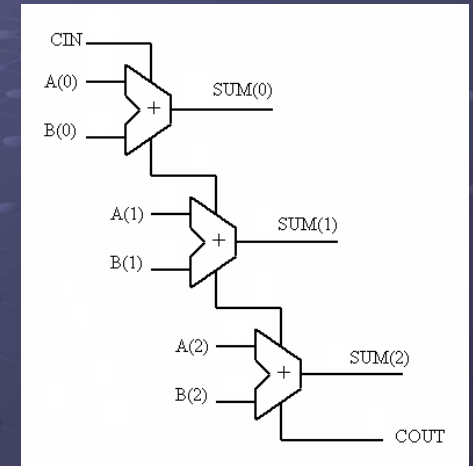 CIN
A(0)
SUM(0)
+
B(0)
A(1)
SUM(1)
+
B(1)
A(2)
SUM(2)
+
B(2)
COUT